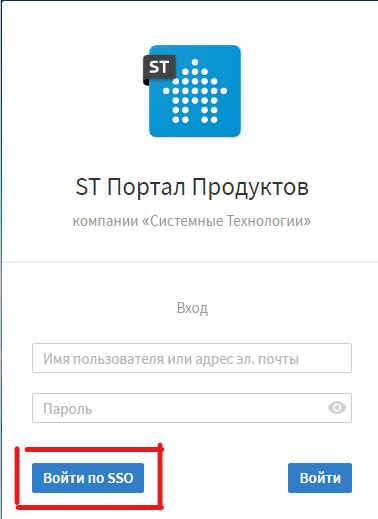 ST
ST Портал Продуктов
компании «Системные Технологии»
Вход
Имя пользователя или адрес эл. почты
Пароль
Войти по SSO
Войти